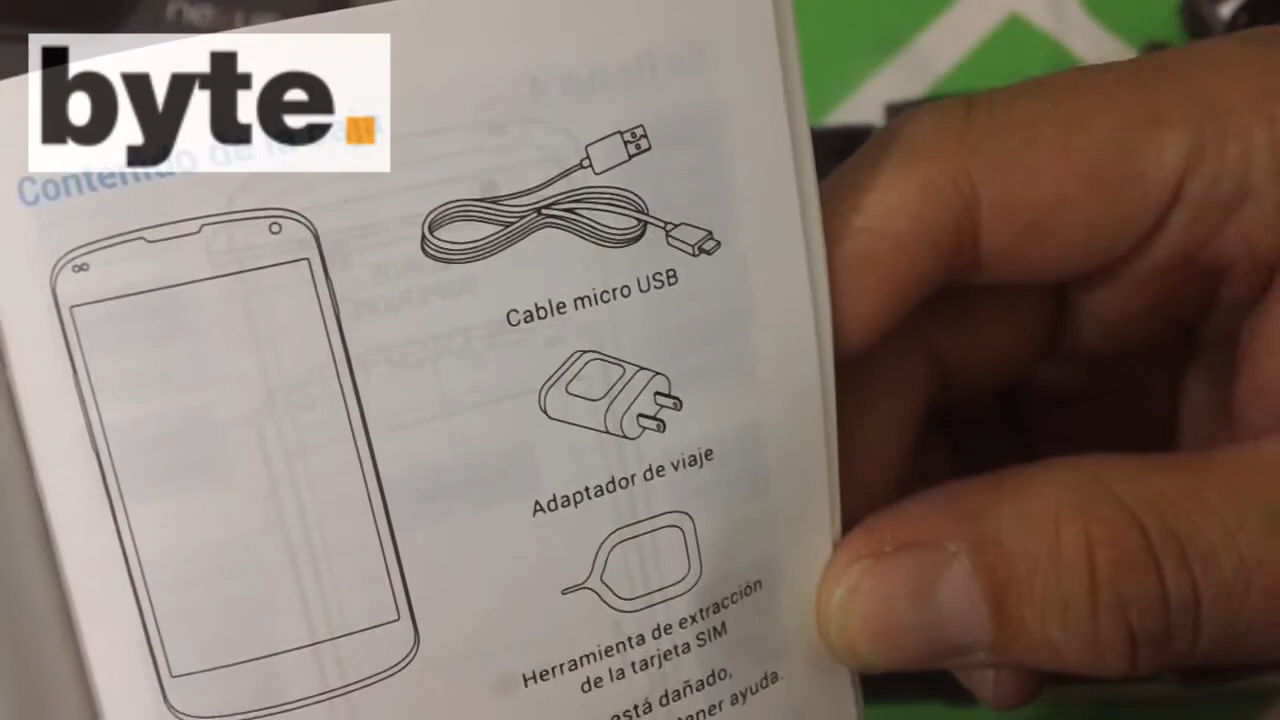 byte.
Contenido de la caja
Cable micro USB
Adaptador de viaje
Herramienta de extracción
de la tarjeta SIM
está dañado,
ayuda.